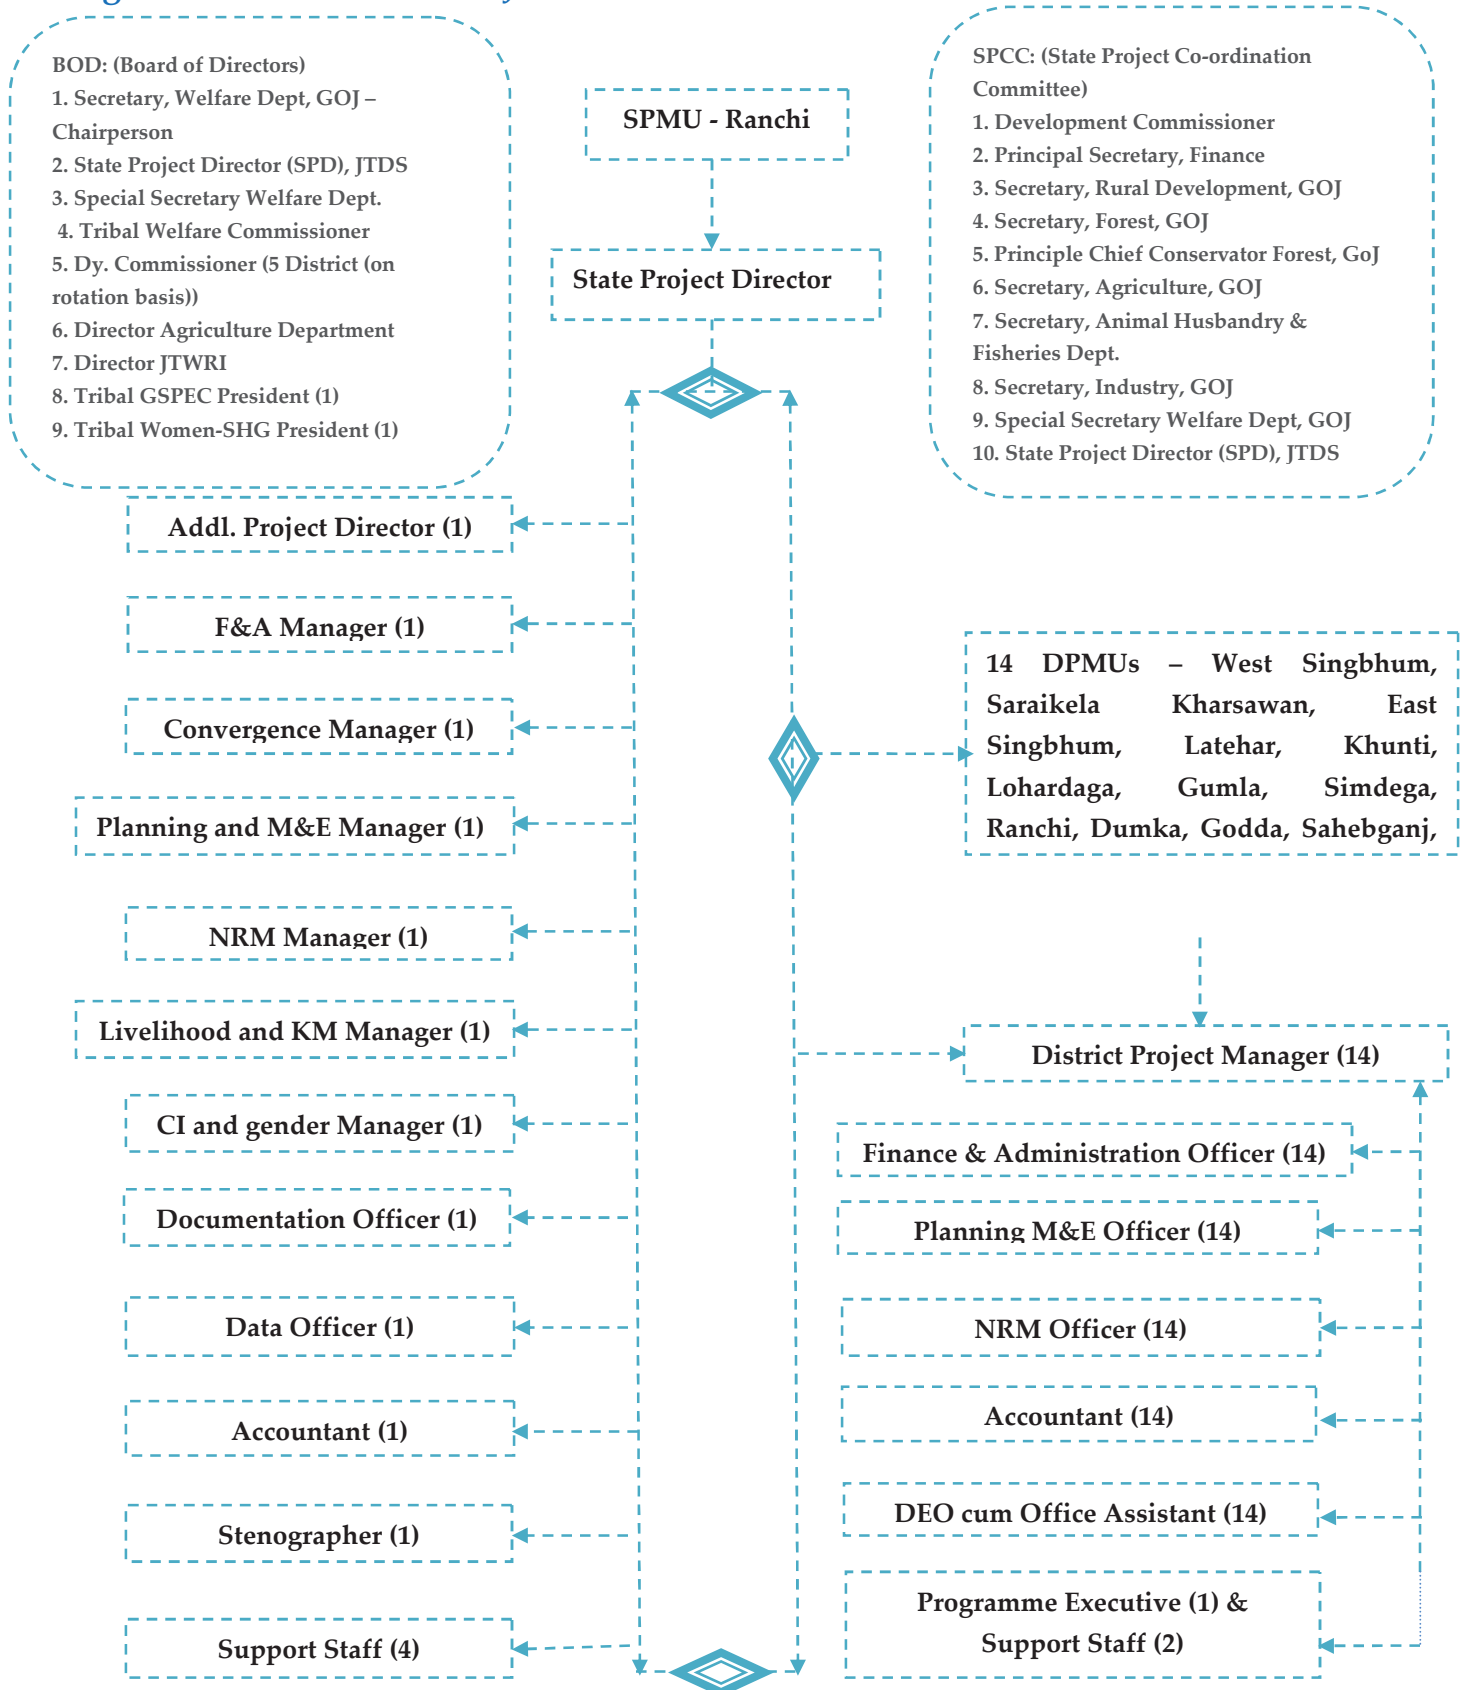 BOD: (Board of Directors)
1. Secretary, Welfare Dept, GOJ –
Chairperson
2. State Project Director (SPD), JTDS
3. Special Secretary Welfare Dept.
4. Tribal Welfare Commissioner
5. Dy. Commissioner (5 District (on
rotation basis))
6. Director Agriculture Department
7. Director JTWRI
8. Tribal GSPEC President (1)
9. Tribal Women-SHG President (1)
SPMU - Ranchi
State Project Director
SPCC: (State Project Co-ordination
Committee)
1. Development Commissioner
2. Principal Secretary, Finance
3. Secretary, Rural Development, GOJ
4. Secretary, Forest, GOJ
5. Principle Chief Conservator Forest, GoJ
6. Secretary, Agriculture, GOJ
7. Secretary, Animal Husbandry &
Fisheries Dept.
8. Secretary, Industry, GOJ
9. Special Secretary Welfare Dept, GOJ
10. State Project Director (SPD), JTDS
Addl. Project Director (1)
F&A Manager (1)
Convergence Manager (1)
Planning and M&E Manager (1)
NRM Manager (1)
Livelihood and KM Manager (1)
CI and gender Manager (1)
Documentation Officer (1)
Data Officer (1)
Accountant (1)
Stenographer (1)
Support Staff (4)
14 DPMUs – West Singbhum,
Saraikela Kharsawan, East
Singbhum, Latehar, Khunti,
Lohardaga, Gumla, Simdega,
Ranchi, Dumka, Godda, Sahebganj,
District Project Manager (14)
Finance & Administration Officer (14)
Planning M&E Officer (14)
NRM Officer (14)
Accountant (14)
DEO cum Office Assistant (14)
Programme Executive (1) &
Support Staff (2)